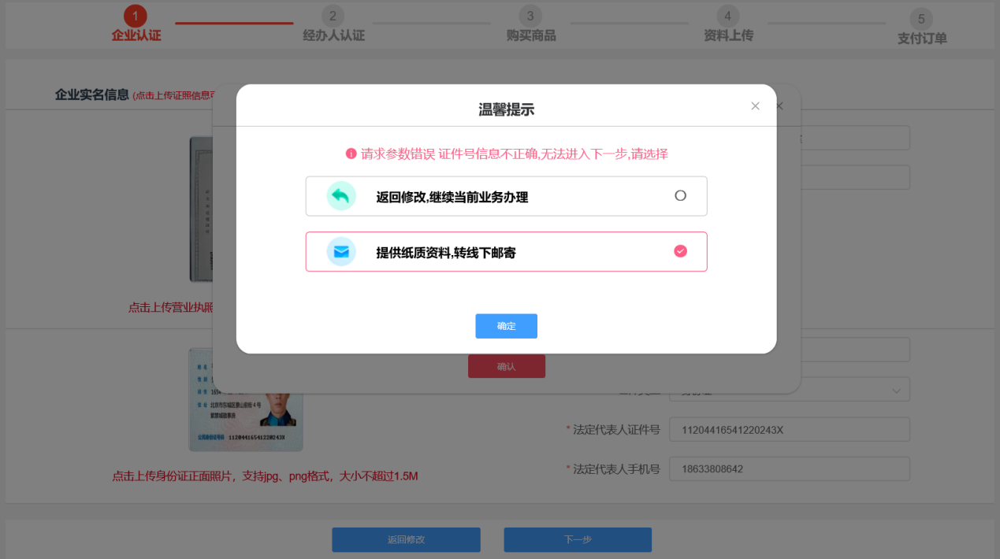 1
企业认证
2
经办人认证
3
购买商品
4
资料上传
5
支付订单
企业实名信息 (点击上传证照信息
温馨提示
请求参数错误 证件号信息不正确,无法进入下一步,请选择
返回修改,继续当前业务办理
提供纸质资料,转线下邮寄
确定
点击上传营业执照
确认
北京市东城区景山前街4号
紫禁城敬事房
公民身份号码 11204416541220243X
* 法定代表人证件号 11204416541220243X
* 法定代表人手机号 18633808642
点击上传身份证正面照片，支持jpg、png格式，大小不超过1.5M
返回修改
下一步